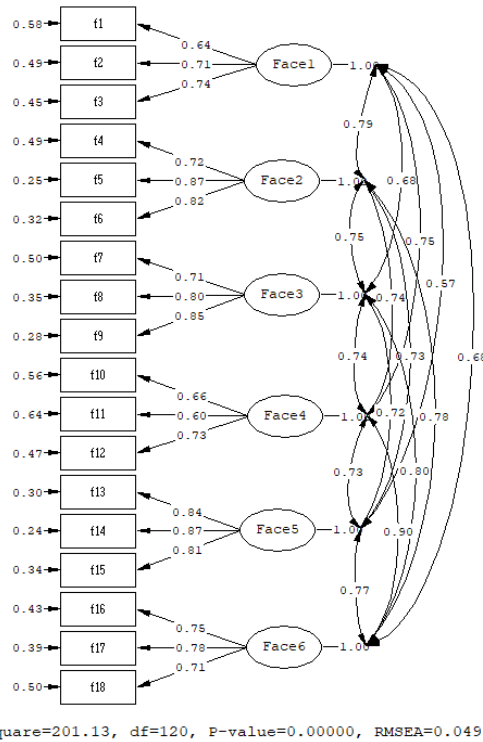 0.58 f1
0.64
0.49 f2 0.71 Face1 1.00
0.74
0.45 f3
0.79
0.49 f4
0.72 0.68
0.25 f5 0.87 Face2 1.00
0.82
0.32 f6
0.75 0.75
0.50 f7
0.71 0.57
0.35 f8 0.80 Face3 1.00 0.74
0.85
0.28 f9
0.74 0.73 0.68
0.56 f10
0.66
0.64 f11 0.60 Face4 1.00 0.72 0.78
0.73
0.47 f12
0.73 0.80
0.30 f13
0.84
0.24 f14 0.87 Face5 1.00 0.90
0.81
0.34 f15
0.77
0.43 f16
0.75
0.39 f17 0.78 Face6 1.00
0.71
0.50 f18
quare=201.13, df=120, P-value=0.00000, RMSEA=0.049